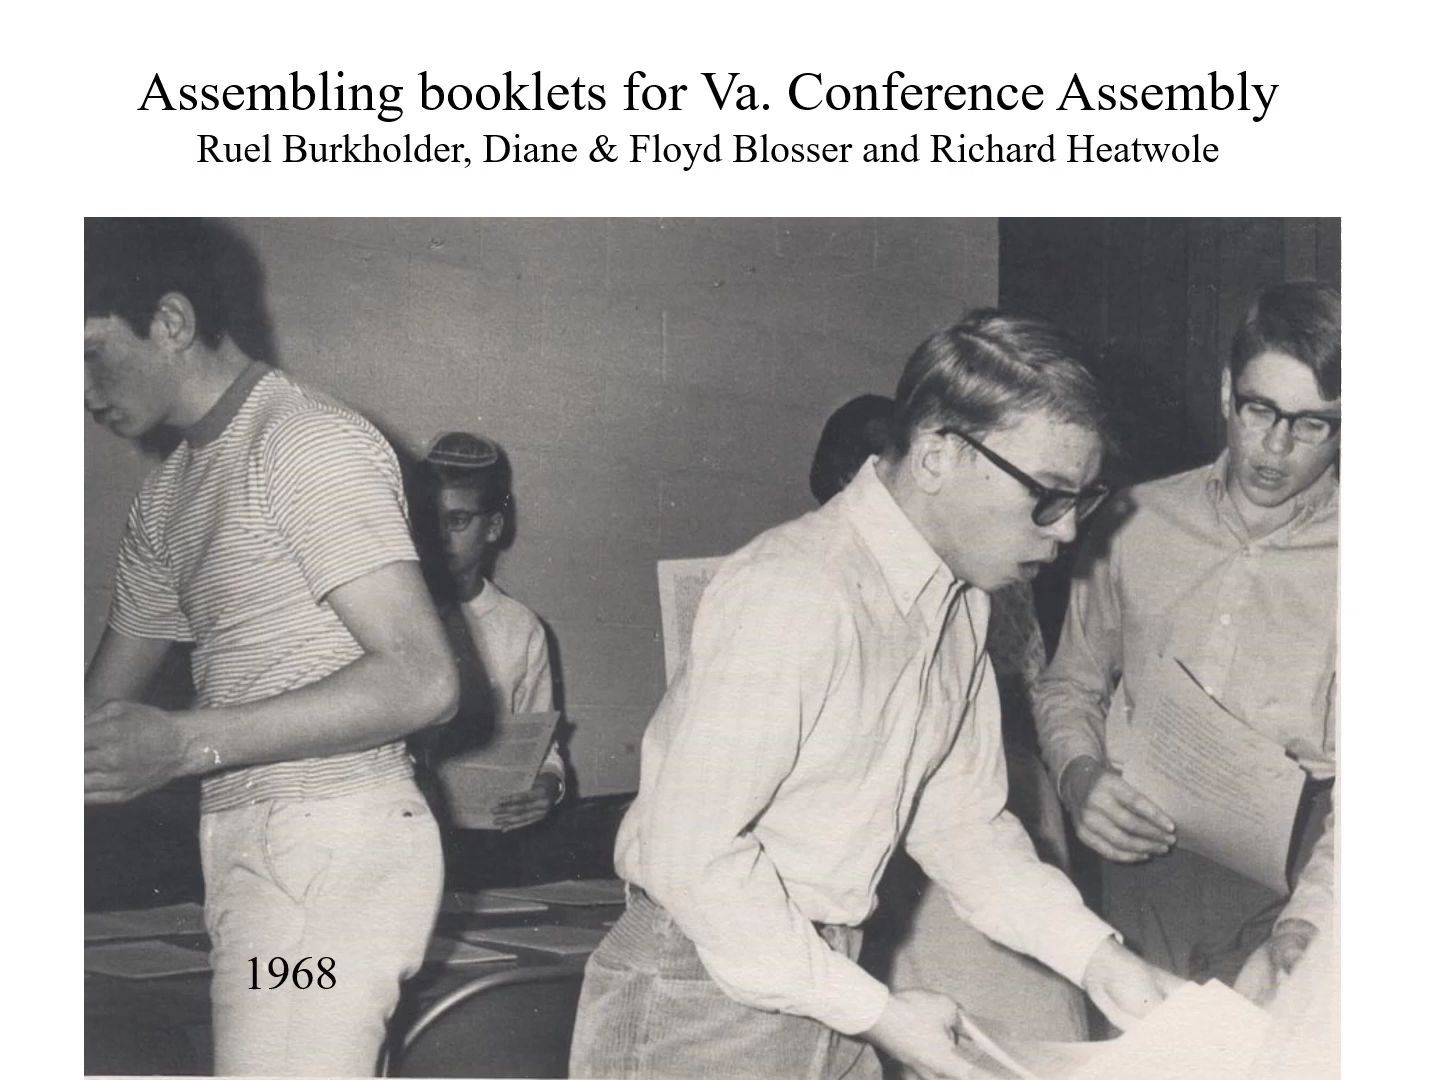 Assembling booklets for Va. Conference Assembly
Ruel Burkholder, Diane & Floyd Blosser and Richard Heatwole
1968